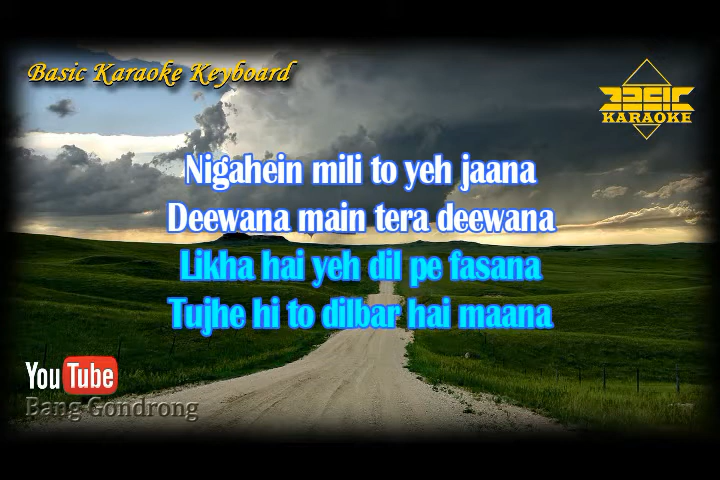 Basic Karaoke Keyboard
BASIC
KARAOKE
Nigahein mili to yeh jaana
Deewana main tera deewana
Likha hai yeh dil pe fasana
Tujhe hi to dilbar hai maana
You Tube
Bang Gondrong